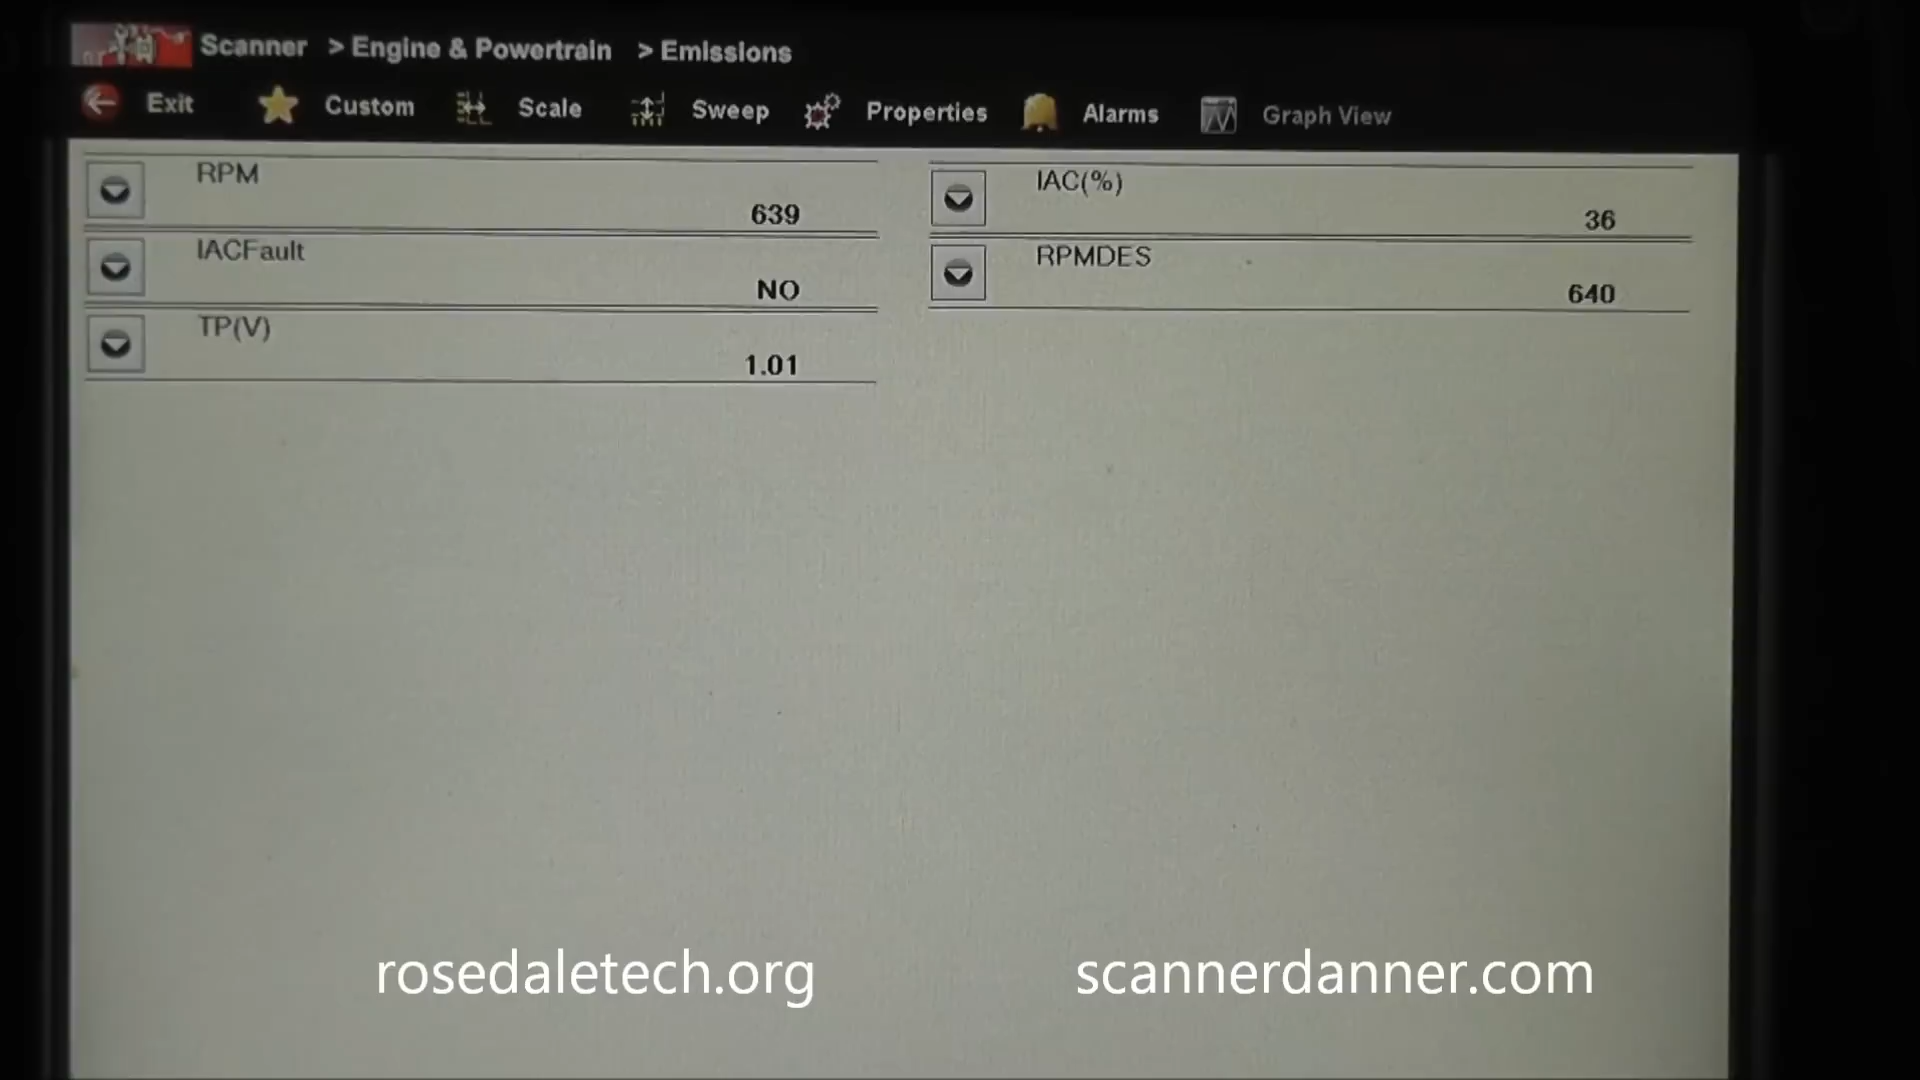 Scanner > Engine & Powertrain > Emissions
Exit Custom Scale Sweep Properties Alarms Graph View
RPM 639
IAC(%) 36
IACFault NO
RPMDES 640
TP(V) 1.01
rosedaletech.org scannerdanner.com